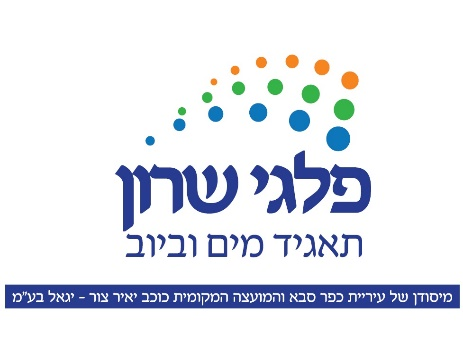 פלגי שרון
תאגיד מים וביוב
מיסודן של עיריית כפר סבא והמועצה המקומית כוכב יאיר צור - יגאל בע"מ